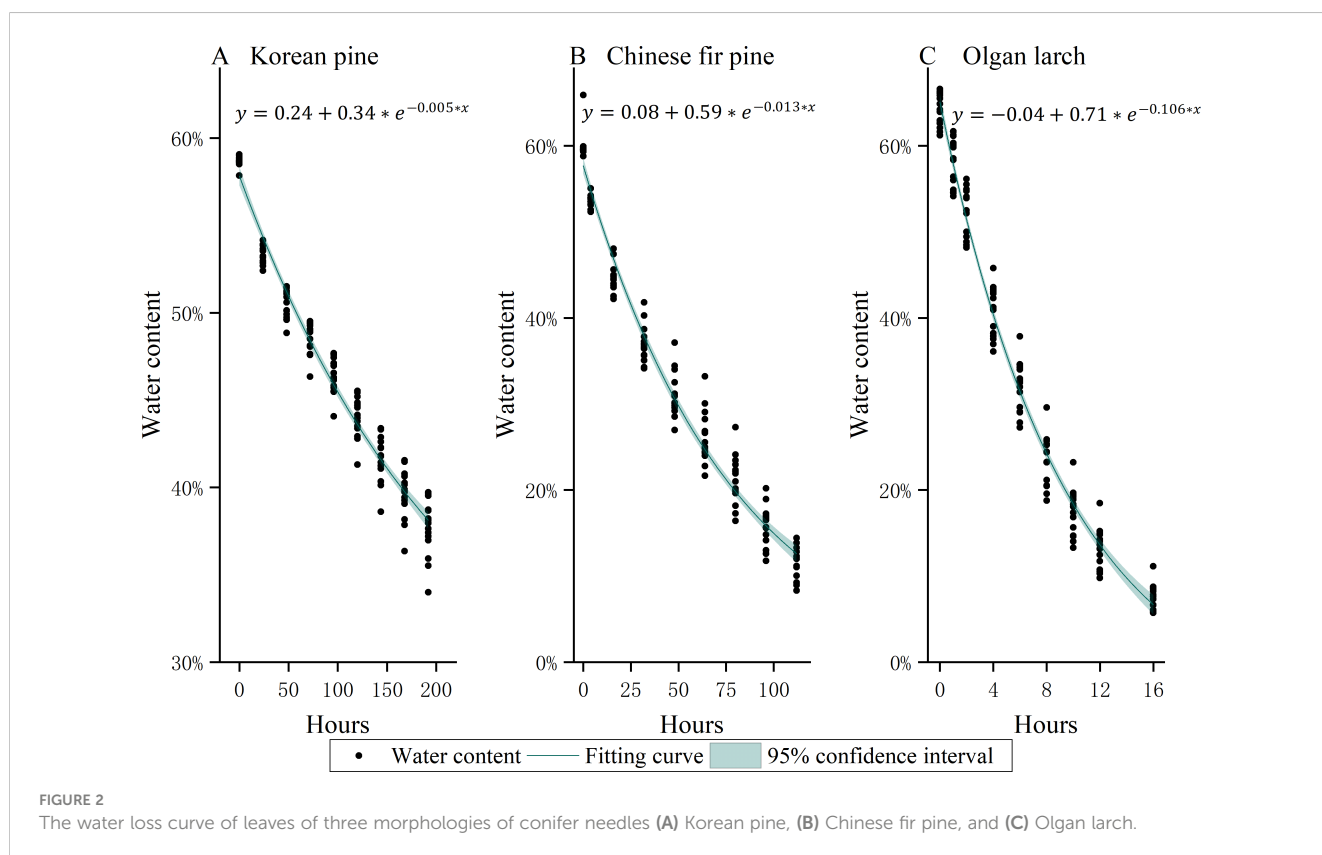 A Korean pine
y = 0.24 + 0.34 * e^{-0.005*x}
Water content
60%
50%
40%
30%
0 50 100 150 200
Hours
B Chinese fir pine
y = 0.08 + 0.59 * e^{-0.013*x}
Water content
60%
40%
20%
0%
0 25 50 75 100
Hours
C Olgan larch
y = −0.04 + 0.71 * e^{-0.106*x}
Water content
60%
40%
20%
0%
0 4 8 12 16
Hours
Water content Fitting curve 95% confidence interval
FIGURE 2
The water loss curve of leaves of three morphologies of conifer needles (A) Korean pine, (B) Chinese fir pine, and (C) Olgan larch.